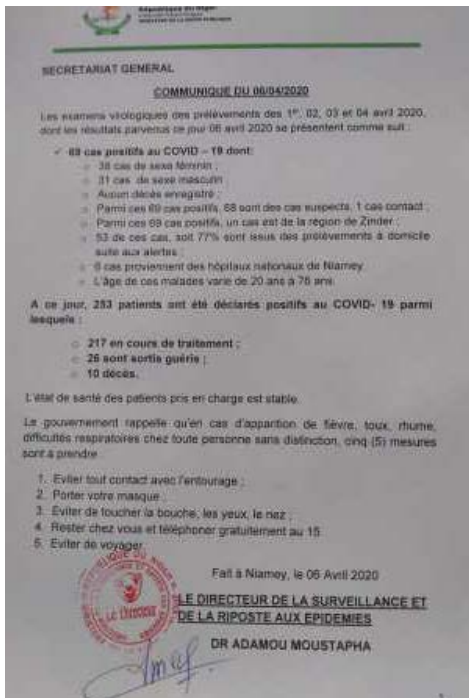 République du Niger
SECRETARIAT GENERAL
COMMUNIQUE DU 06/04/2020
Les examens virologiques des prélèvements des 1er, 02, 03 et 04 avril 2020,
dont les résultats parvenus ce jour 06 avril 2020 se présentent comme suit :
✓ 69 cas positifs au COVID – 19 dont:
o 38 cas de sexe féminin ;
o 31 cas de sexe masculin
o Aucun décès enregistré ;
o Parmi ces 69 cas positifs, 68 sont des cas suspects, 1 cas contact ;
o Parmi ces 69 cas positifs, un cas est de la région de Zinder ;
o 53 de ces cas, soit 77% sont issus des prélèvements à domicile
suite aux alertes ;
o 6 cas proviennent des hôpitaux nationaux de Niamey
o L'âge de ces malades varie de 20 ans à 76 ans.
A ce jour, 253 patients ont été déclarés positifs au COVID- 19 parmi
lesquels :
o 217 en cours de traitement ;
o 26 sont sortis guéris ;
o 10 décès.
L'état de santé des patients pris en charge est stable.
Le gouvernement rappelle qu'en cas d'apparition de fièvre, toux, rhume,
difficultés respiratoires chez toute personne sans distinction, cinq (5) mesures
sont à prendre
1. Eviter tout contact avec l'entourage ;
2. Porter votre masque ;
3. Eviter de toucher la bouche, les yeux, le nez ;
4. Rester chez vous et téléphoner gratuitement au 15
5. Eviter de voyager
Fait à Niamey, le 06 Avril 2020
LE DIRECTEUR DE LA SURVEILLANCE ET
DE LA RIPOSTE AUX EPIDEMIES
DR ADAMOU MOUSTAPHA
REPUBLIQUE DU NIGER